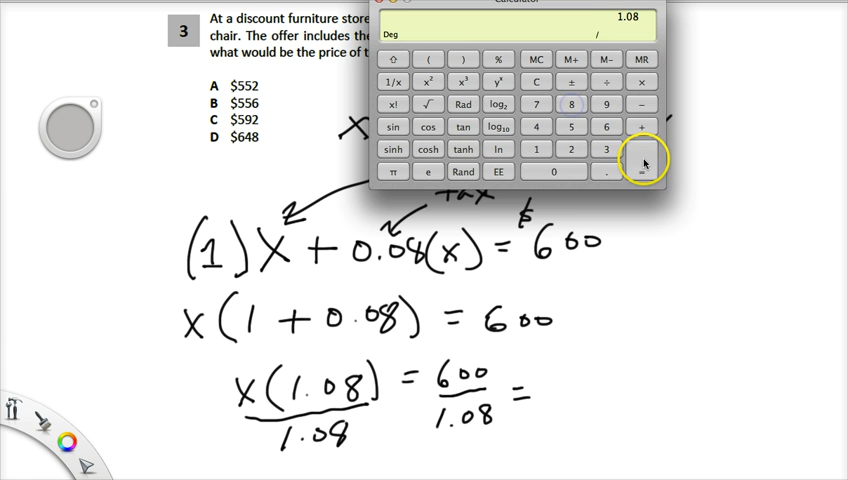 Calculator
3
At a discount furniture store
chair. The offer includes the
what would be the price of t
A $552
B $556
C $592
D $648
1.08
Deg /
⇧ ( ) % MC M+ M- MR
1/x x² x³ yˣ C ± ÷ ×
x! √ Rad log₂ 7 8 9 −
sin cos tan log₁₀ 4 5 6 +
sinh cosh tanh ln 1 2 3
π e Rand EE 0 . =
x
tax
(1)x + 0.08(x) = $600
x(1 + 0.08) = 600
x(1.08) = 600 =
1.08 1.08